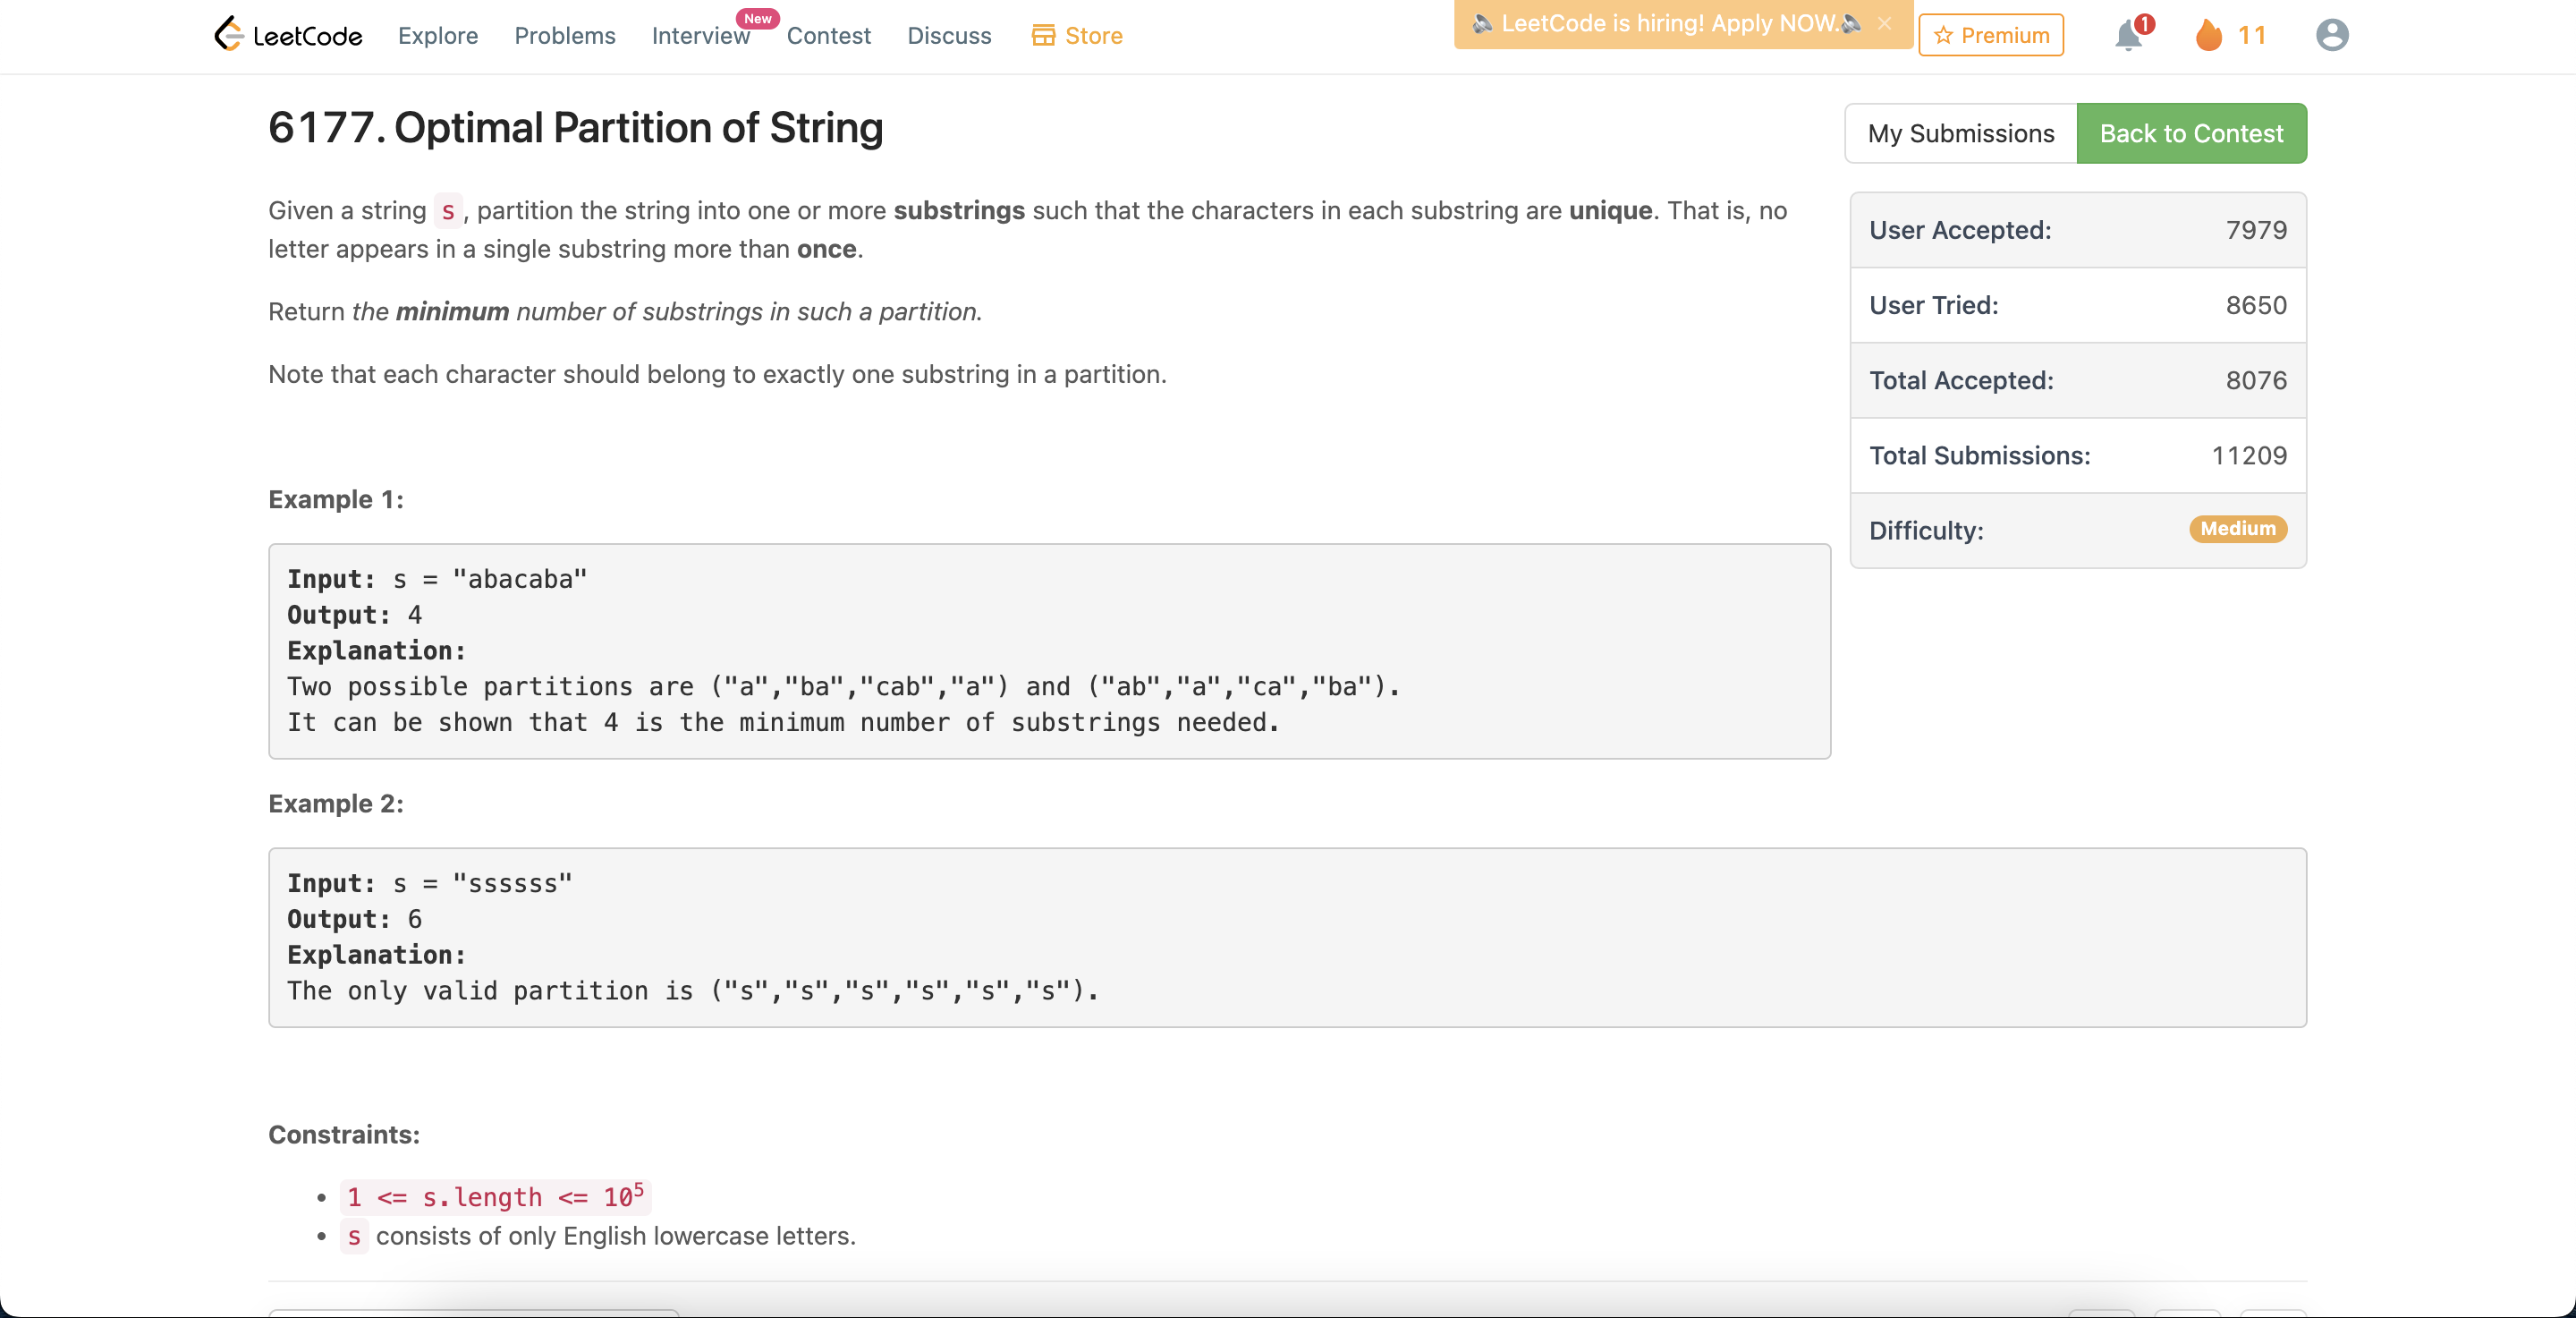 LeetCode Explore Problems Interview New Contest Discuss Store LeetCode is hiring! Apply NOW. × Premium 1 11
6177. Optimal Partition of String
My Submissions Back to Contest
Given a string s, partition the string into one or more substrings such that the characters in each substring are unique. That is, no
letter appears in a single substring more than once.
Return the minimum number of substrings in such a partition.
Note that each character should belong to exactly one substring in a partition.
User Accepted: 7979
User Tried: 8650
Total Accepted: 8076
Total Submissions: 11209
Difficulty: Medium
Example 1:
Input: s = "abacaba"
Output: 4
Explanation:
Two possible partitions are ("a","ba","cab","a") and ("ab","a","ca","ba").
It can be shown that 4 is the minimum number of substrings needed.
Example 2:
Input: s = "ssssss"
Output: 6
Explanation:
The only valid partition is ("s","s","s","s","s","s").
Constraints:
• 1 <= s.length <= 10⁵
• s consists of only English lowercase letters.